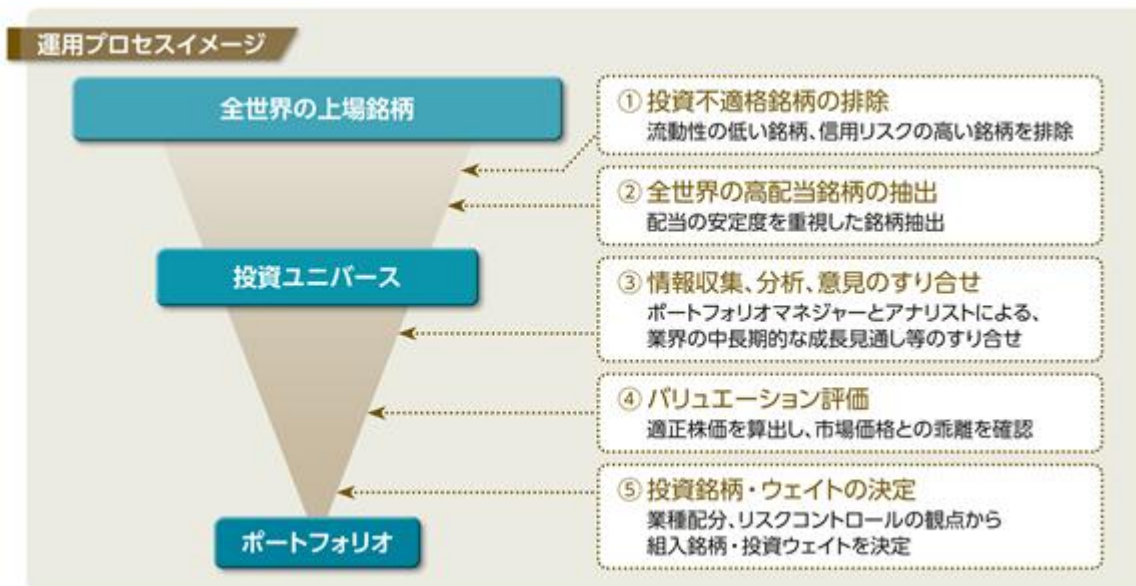 運用プロセスイメージ
全世界の上場銘柄
投資ユニバース
ポートフォリオ
① 投資不適格銘柄の排除
流動性の低い銘柄、信用リスクの高い銘柄を排除
② 全世界の高配当銘柄の抽出
配当の安定度を重視した銘柄抽出
③ 情報収集、分析、意見のすり合せ
ポートフォリオマネジャーとアナリストによる、
業界の中長期的な成長見通し等のすり合せ
④ バリュエーション評価
適正株価を算出し、市場価格との乖離を確認
⑤ 投資銘柄・ウェイトの決定
業種配分、リスクコントロールの観点から
組入銘柄・投資ウェイトを決定